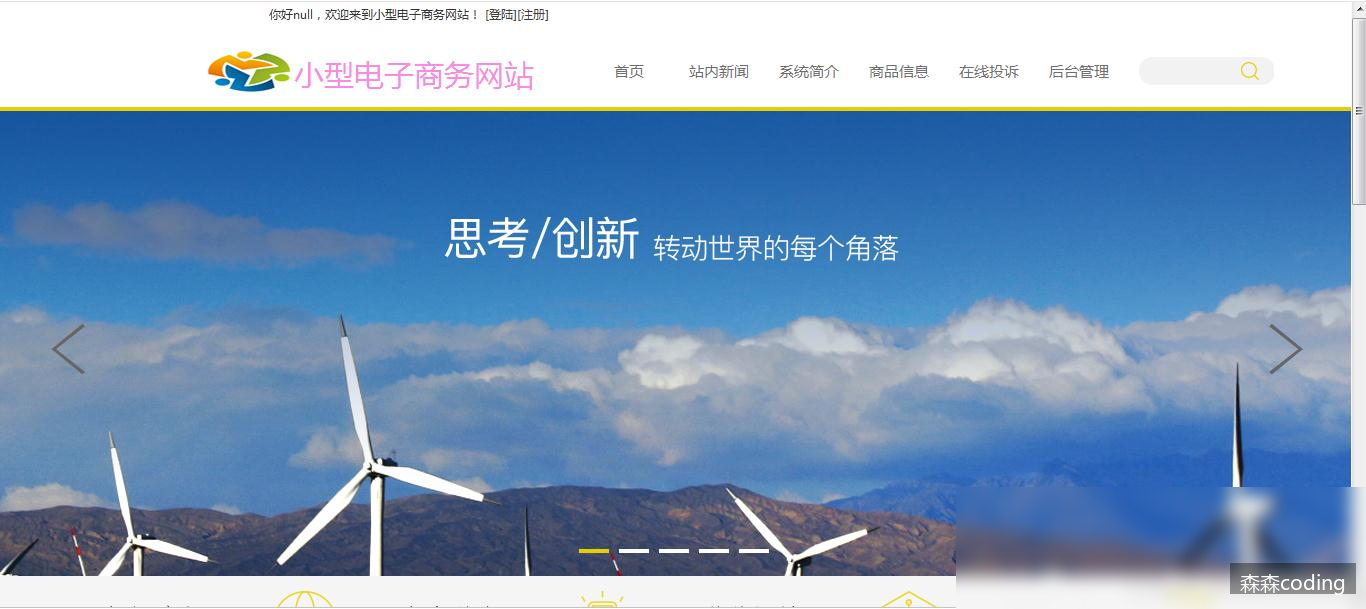 你好null，欢迎来到小型电子商务网站！ [登陆][注册]
小型电子商务网站
首页 站内新闻 系统简介 商品信息 在线投诉 后台管理
思考/创新 转动世界的每个角落
森森coding